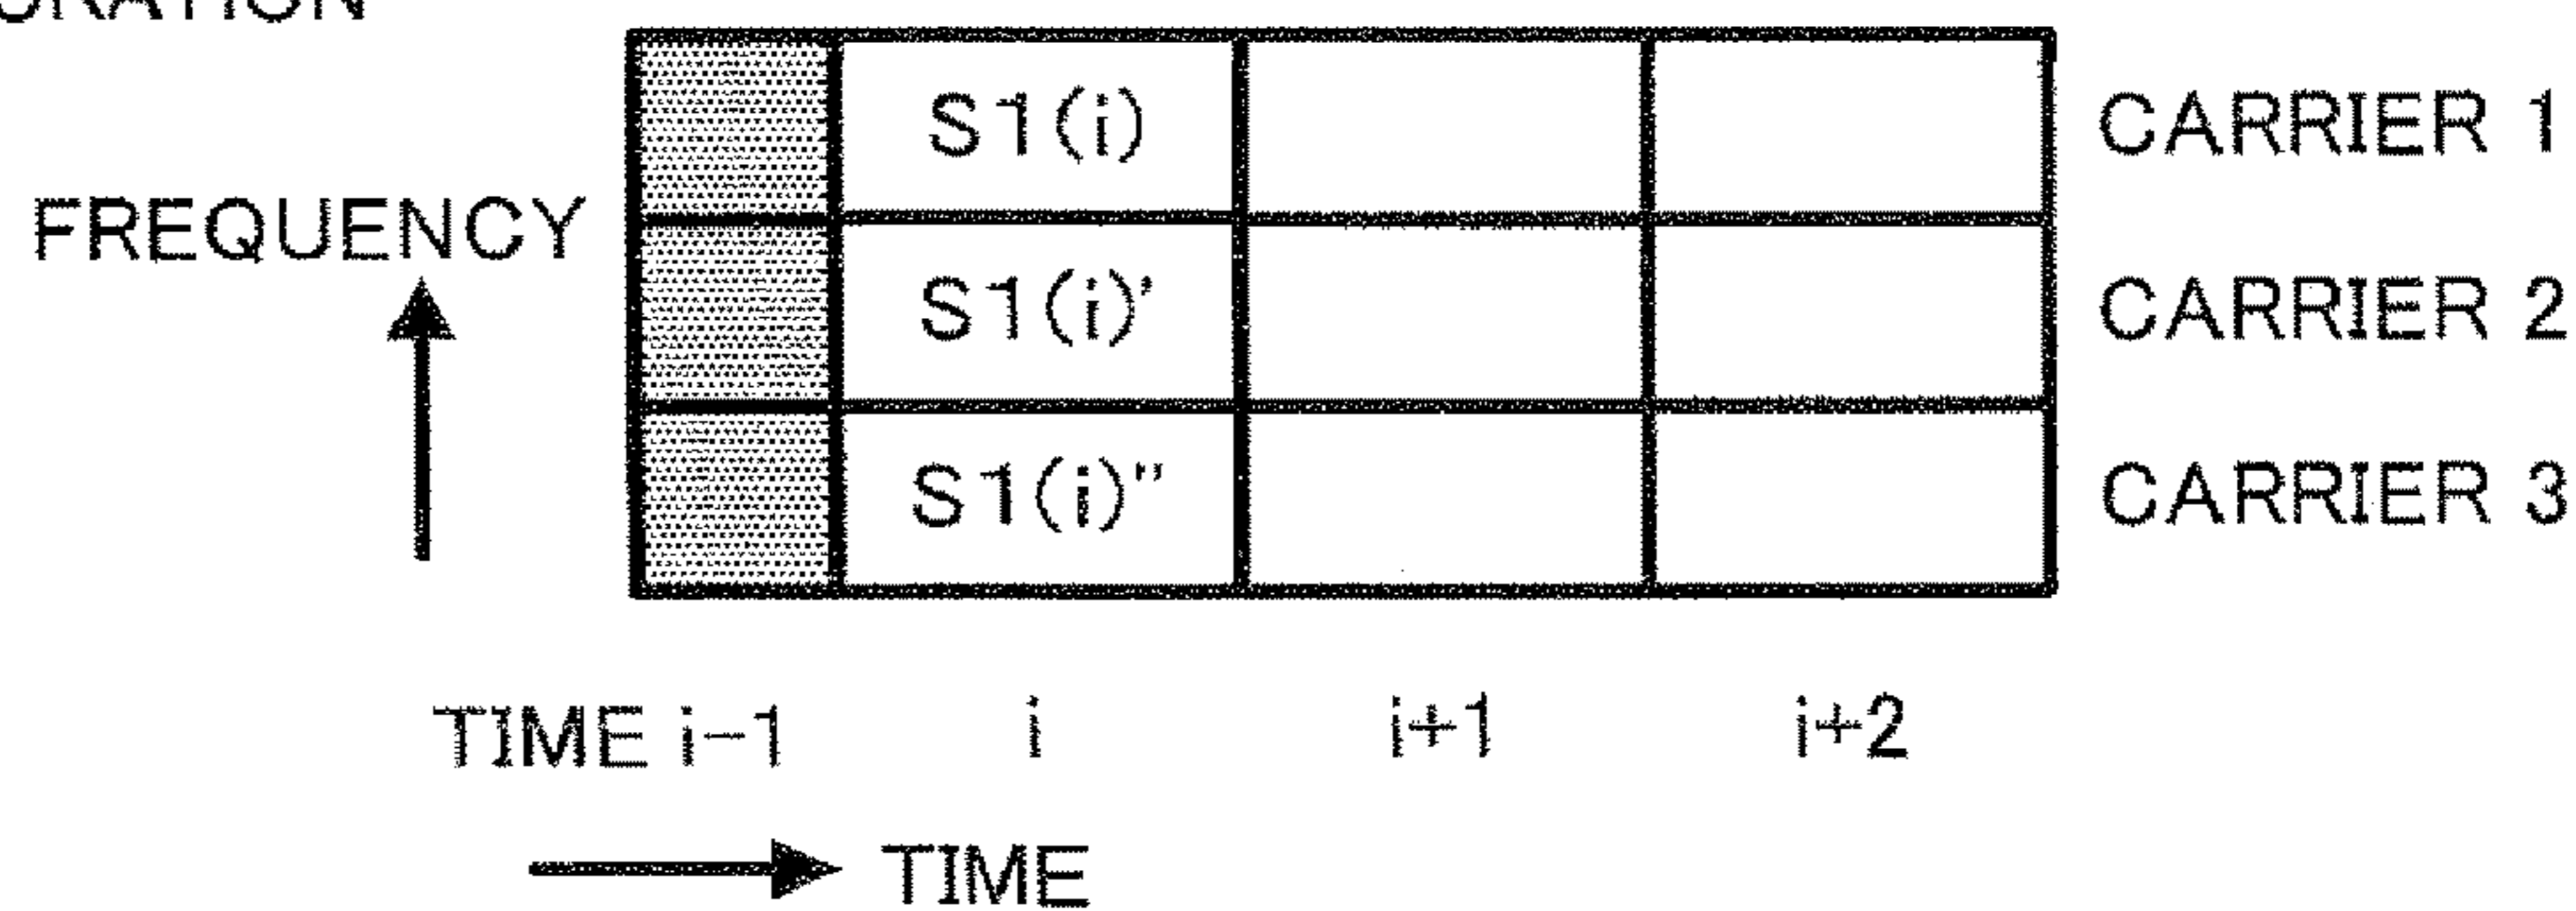 S1(i) CARRIER 1
FREQUENCY
S1(i)' CARRIER 2
S1(i)'' CARRIER 3
TIME i-1 i i+1 i+2
TIME